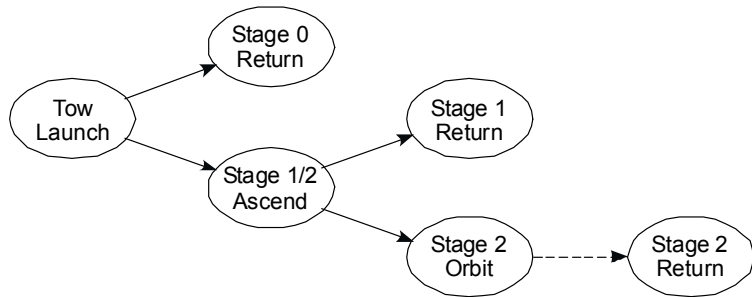 Stage 0
Return
Tow
Launch
Stage 1
Return
Stage 1/2
Ascend
Stage 2
Orbit
Stage 2
Return